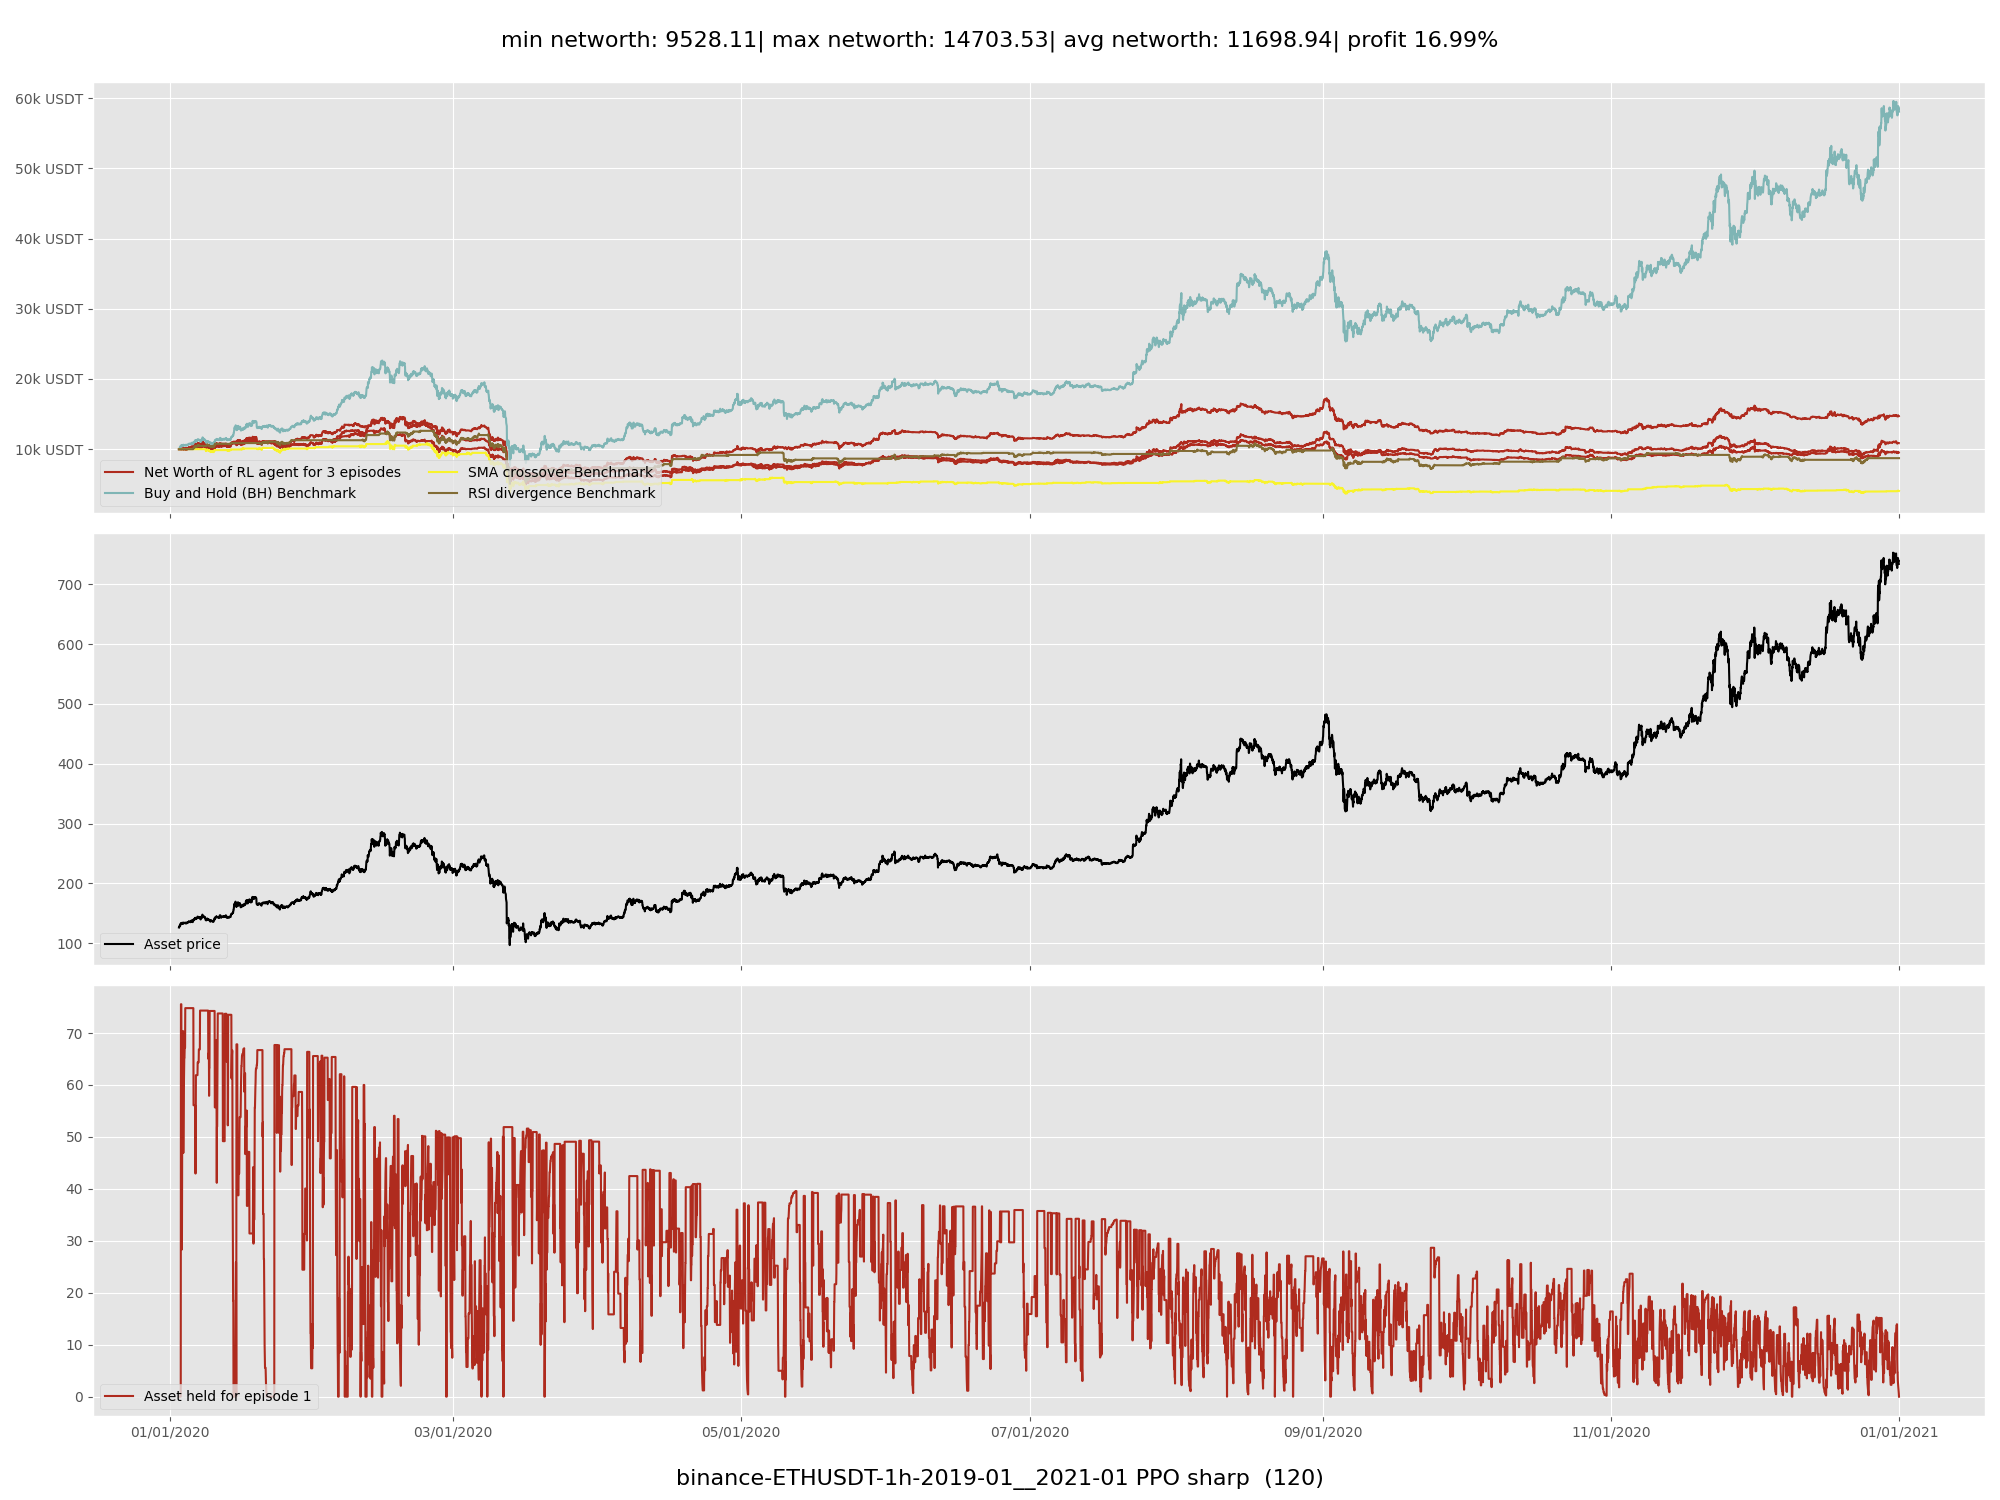 min networth: 9528.11| max networth: 14703.53| avg networth: 11698.94| profit 16.99%
60k USDT
50k USDT
40k USDT
30k USDT
20k USDT
10k USDT
Net Worth of RL agent for 3 episodes
Buy and Hold (BH) Benchmark
SMA crossover Benchmark
RSI divergence Benchmark
700
600
500
400
300
200
100
Asset price
70
60
50
40
30
20
10
0
Asset held for episode 1
01/01/2020 03/01/2020 05/01/2020 07/01/2020 09/01/2020 11/01/2020 01/01/2021
binance-ETHUSDT-1h-2019-01__2021-01 PPO sharp (120)